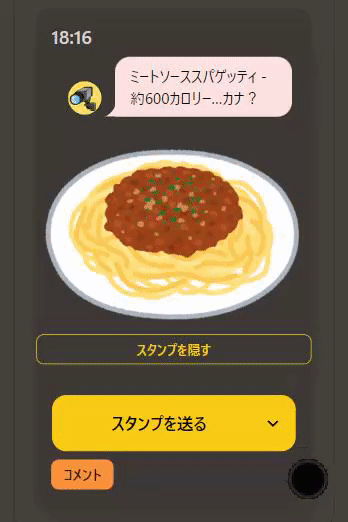 18:16
ミートソーススパゲッティ -
約600カロリー...カナ？
スタンプを隠す
スタンプを送る
コメント